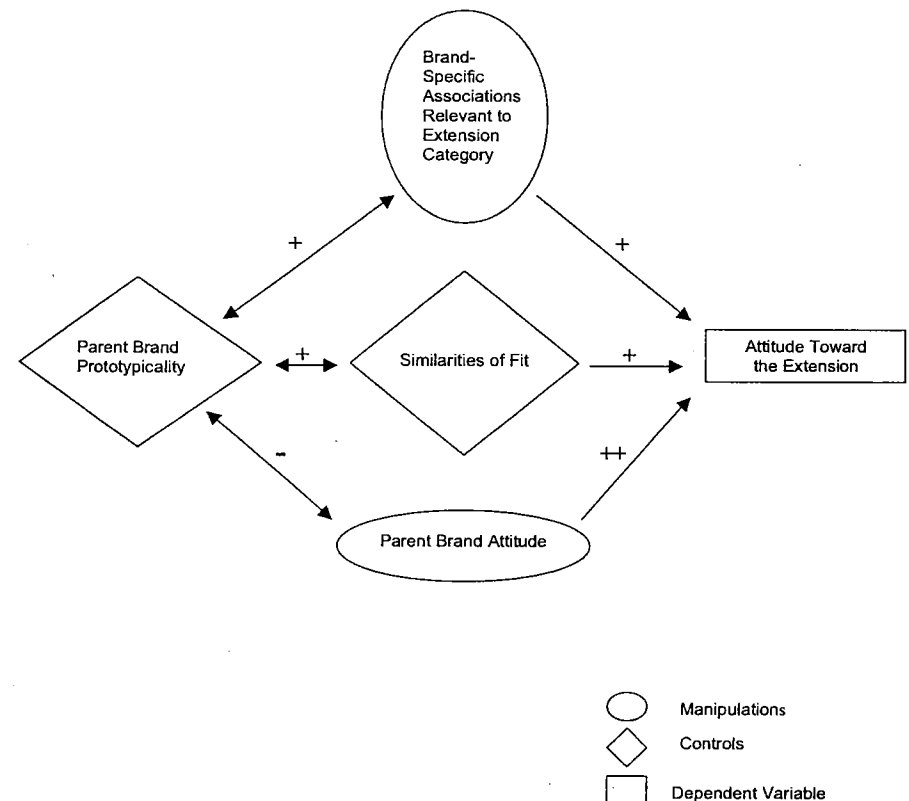 Brand-
Specific
Associations
Relevant to
Extension
Category
+
+
Parent Brand
Prototypicality
+
Similarities of Fit
+
Attitude Toward
the Extension
-
++
Parent Brand Attitude
Manipulations
Controls
Dependent Variable